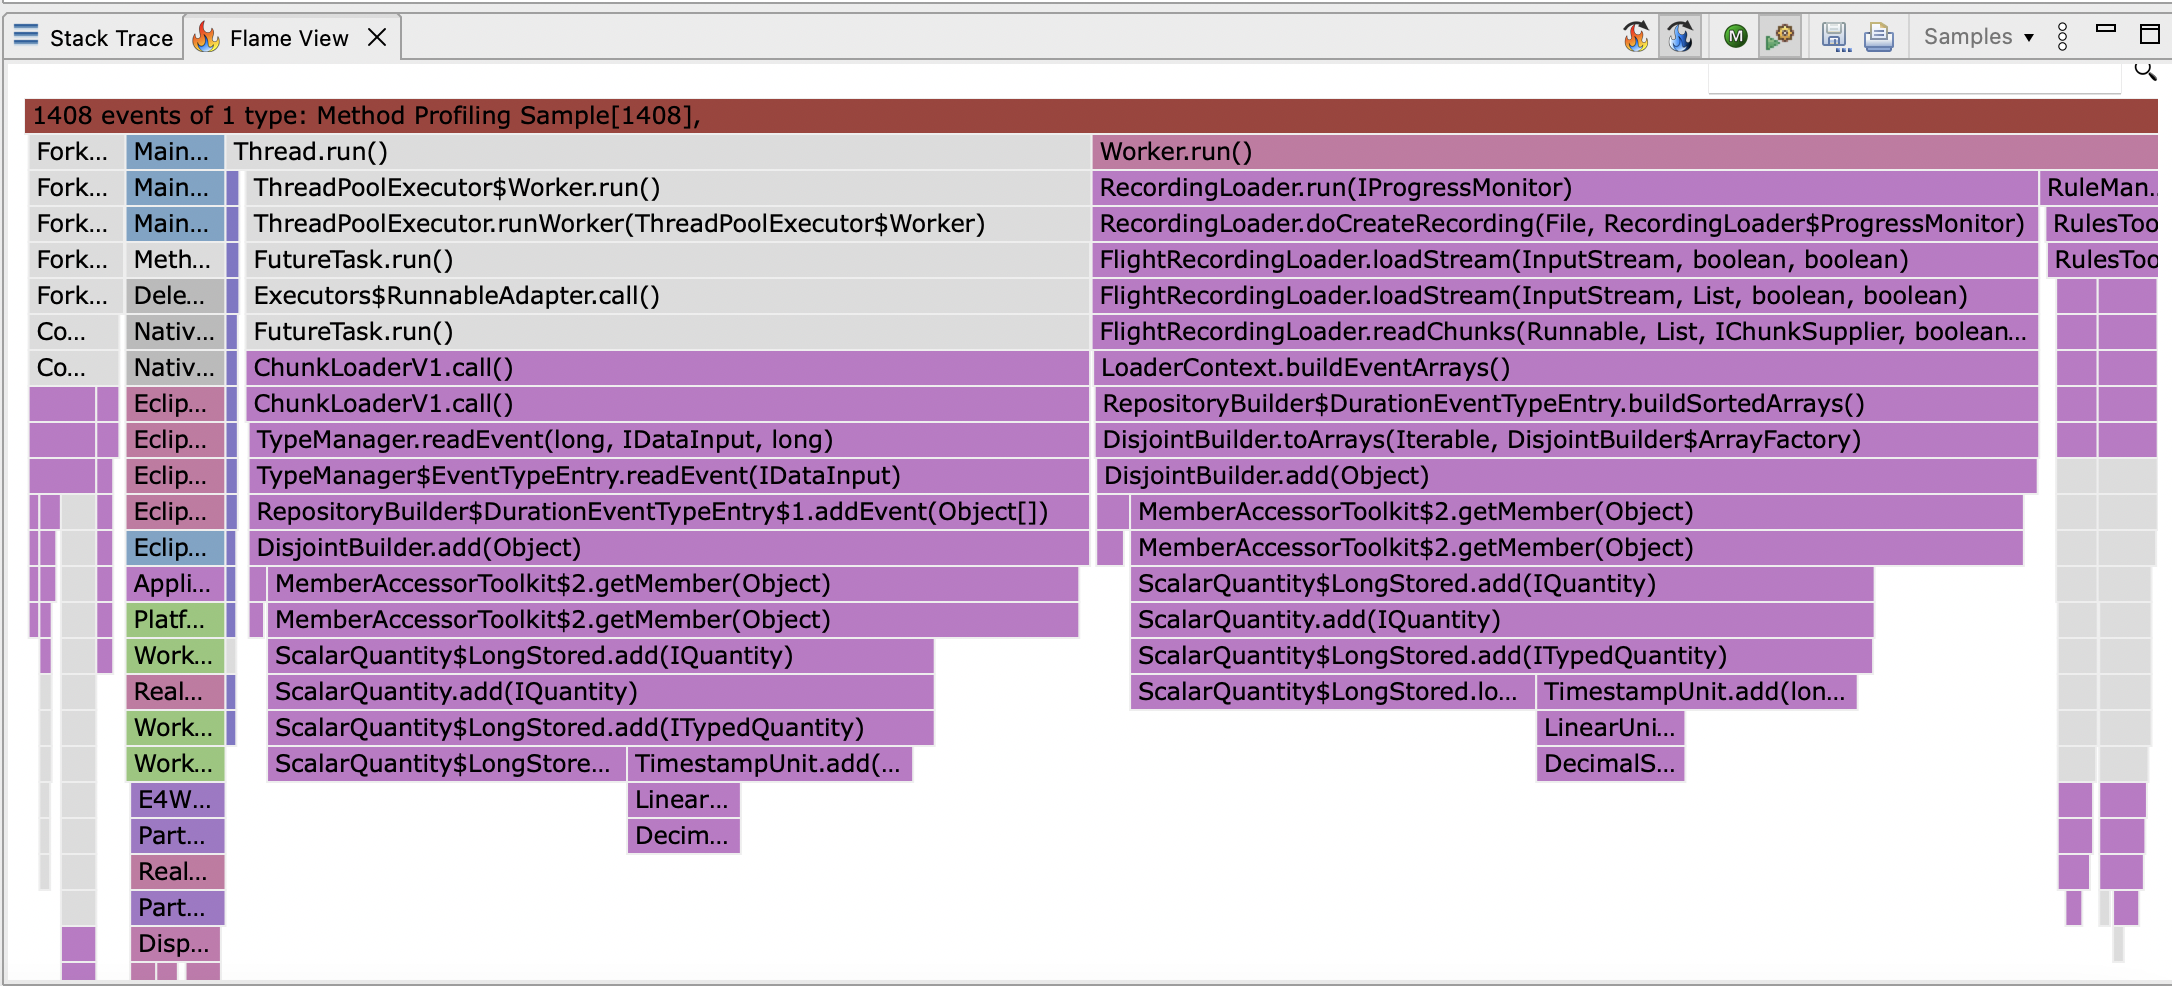 Stack Trace Flame View Samples
M
1408 events of 1 type: Method Profiling Sample[1408],
Fork... Main... Thread.run() Worker.run()
Fork... Main... ThreadPoolExecutor$Worker.run() RecordingLoader.run(IProgressMonitor) RuleMan...
Fork... Main... ThreadPoolExecutor.runWorker(ThreadPoolExecutor$Worker) RecordingLoader.doCreateRecording(File, RecordingLoader$ProgressMonitor) RulesToo
Fork... Meth... FutureTask.run() FlightRecordingLoader.loadStream(InputStream, boolean, boolean) RulesToo
Fork... Dele... Executors$RunnableAdapter.call() FlightRecordingLoader.loadStream(InputStream, List, boolean, boolean)
Co... Nativ... FutureTask.run() FlightRecordingLoader.readChunks(Runnable, List, IChunkSupplier, boolean...
Co... Nativ... ChunkLoaderV1.call() LoaderContext.buildEventArrays()
Eclip... ChunkLoaderV1.call() RepositoryBuilder$DurationEventTypeEntry.buildSortedArrays()
Eclip... TypeManager.readEvent(long, IDataInput, long) DisjointBuilder.toArrays(Iterable, DisjointBuilder$ArrayFactory)
Eclip... TypeManager$EventTypeEntry.readEvent(IDataInput) DisjointBuilder.add(Object)
Eclip... RepositoryBuilder$DurationEventTypeEntry$1.addEvent(Object[]) MemberAccessorToolkit$2.getMember(Object)
Eclip... DisjointBuilder.add(Object) MemberAccessorToolkit$2.getMember(Object)
Appli... MemberAccessorToolkit$2.getMember(Object) ScalarQuantity$LongStored.add(IQuantity)
Platf... MemberAccessorToolkit$2.getMember(Object) ScalarQuantity.add(IQuantity)
Work... ScalarQuantity$LongStored.add(IQuantity) ScalarQuantity$LongStored.add(ITypedQuantity)
Real... ScalarQuantity.add(IQuantity) ScalarQuantity$LongStored.lo... TimestampUnit.add(lon...
Work... ScalarQuantity$LongStored.add(ITypedQuantity) LinearUni...
Work... ScalarQuantity$LongStore... TimestampUnit.add(... DecimalS...
E4W... Linear...
Part... Decim...
Real...
Part...
Disp...